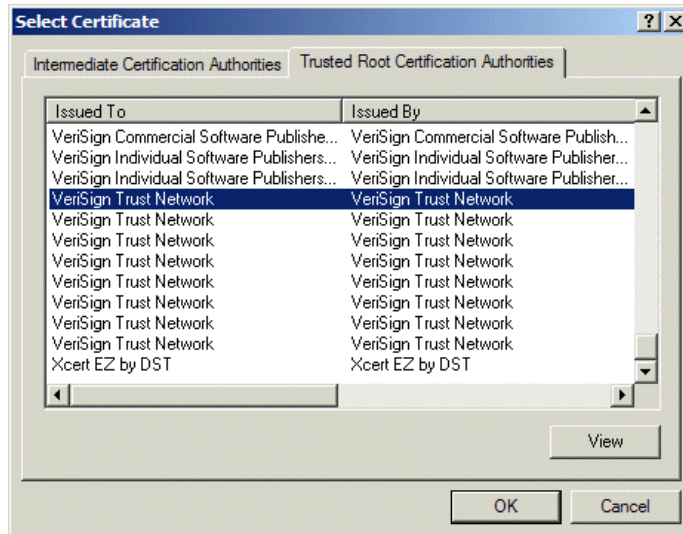 Select Certificate
Intermediate Certification Authorities Trusted Root Certification Authorities
Issued To Issued By
VeriSign Commercial Software Publishe... VeriSign Commercial Software Publish...
VeriSign Individual Software Publishers... VeriSign Individual Software Publisher...
VeriSign Individual Software Publishers... VeriSign Individual Software Publisher...
VeriSign Trust Network VeriSign Trust Network
VeriSign Trust Network VeriSign Trust Network
VeriSign Trust Network VeriSign Trust Network
VeriSign Trust Network VeriSign Trust Network
VeriSign Trust Network VeriSign Trust Network
VeriSign Trust Network VeriSign Trust Network
VeriSign Trust Network VeriSign Trust Network
VeriSign Trust Network VeriSign Trust Network
Xcert EZ by DST Xcert EZ by DST
View
OK Cancel